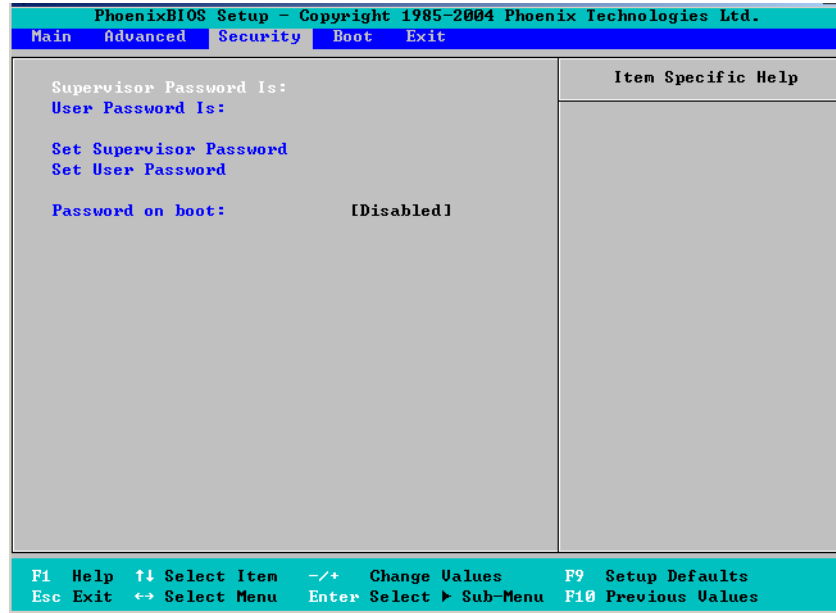 PhoenixBIOS Setup - Copyright 1985-2004 Phoenix Technologies Ltd.
Main Advanced Security Boot Exit
Item Specific Help
Supervisor Password Is:
User Password Is:
Set Supervisor Password
Set User Password
Password on boot: [Disabled]
F1 Help ↑↓ Select Item -/+ Change Values F9 Setup Defaults
Esc Exit ↔ Select Menu Enter Select ▶ Sub-Menu F10 Previous Values